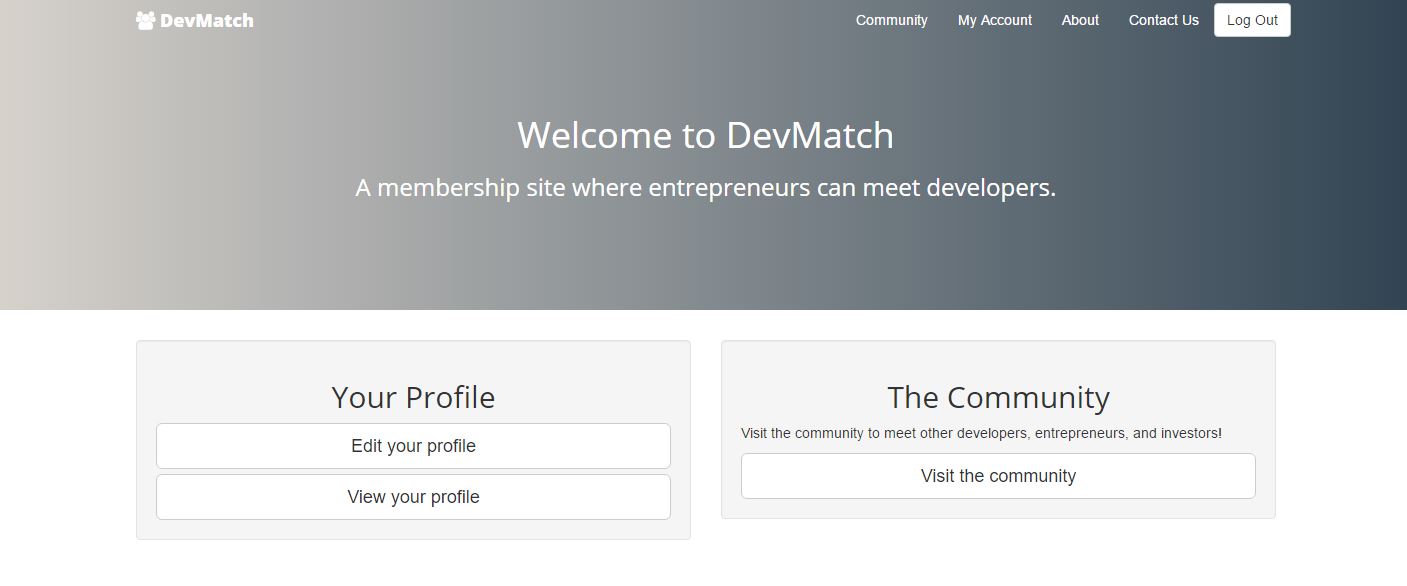 DevMatch
Community
My Account
About
Contact Us
Log Out
Welcome to DevMatch
A membership site where entrepreneurs can meet developers.
Your Profile
Edit your profile
View your profile
The Community
Visit the community to meet other developers, entrepreneurs, and investors!
Visit the community